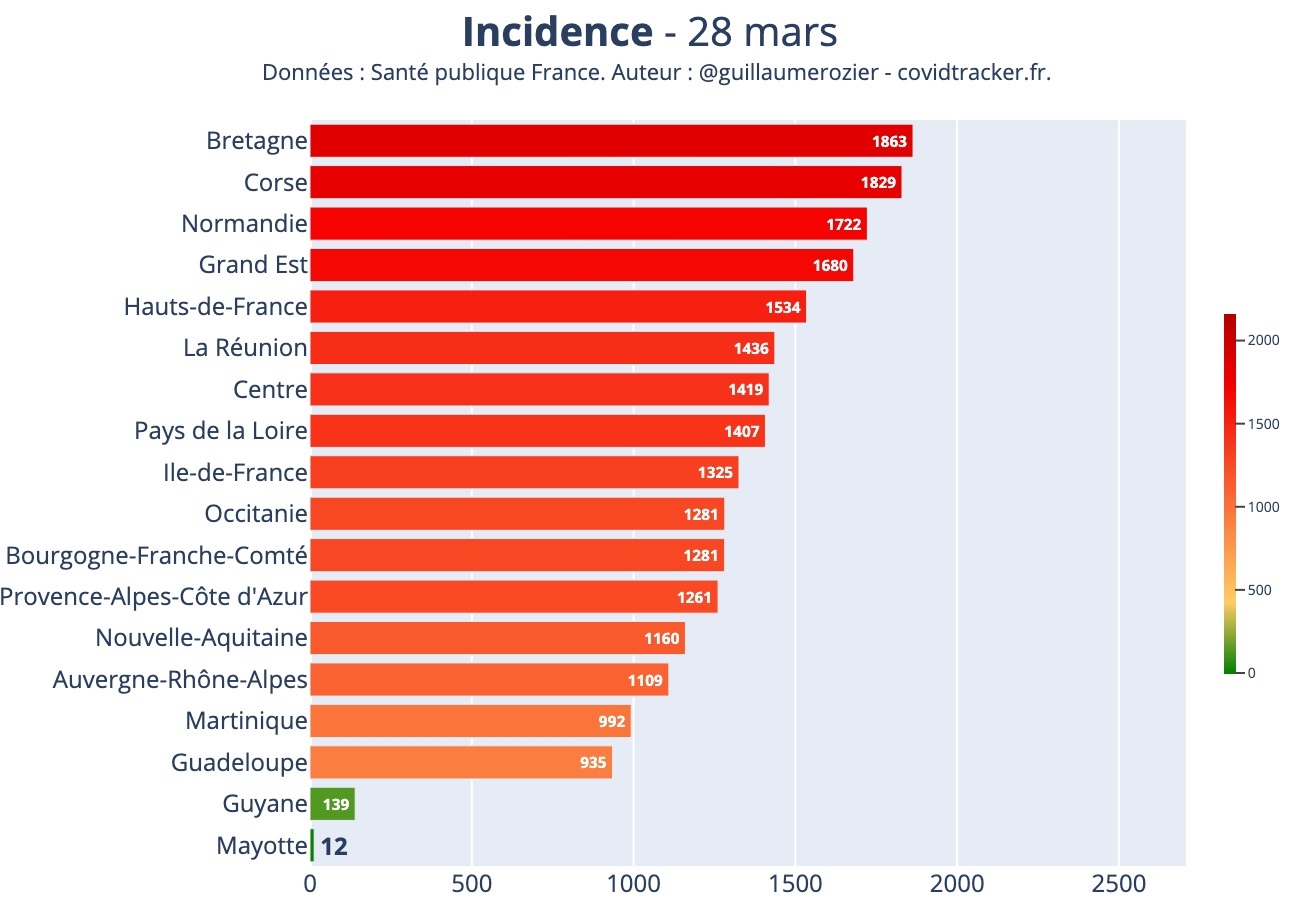 Incidence - 28 mars
Données : Santé publique France. Auteur : @guillaumerozier - covidtracker.fr.
Bretagne 1863
Corse 1829
Normandie 1722
Grand Est 1680
Hauts-de-France 1534
La Réunion 1436
Centre 1419
Pays de la Loire 1407
Ile-de-France 1325
Occitanie 1281
Bourgogne-Franche-Comté 1281
Provence-Alpes-Côte d'Azur 1261
Nouvelle-Aquitaine 1160
Auvergne-Rhône-Alpes 1109
Martinique 992
Guadeloupe 935
Guyane 139
Mayotte 12
0 500 1000 1500 2000 2500
2000
1500
1000
500
0